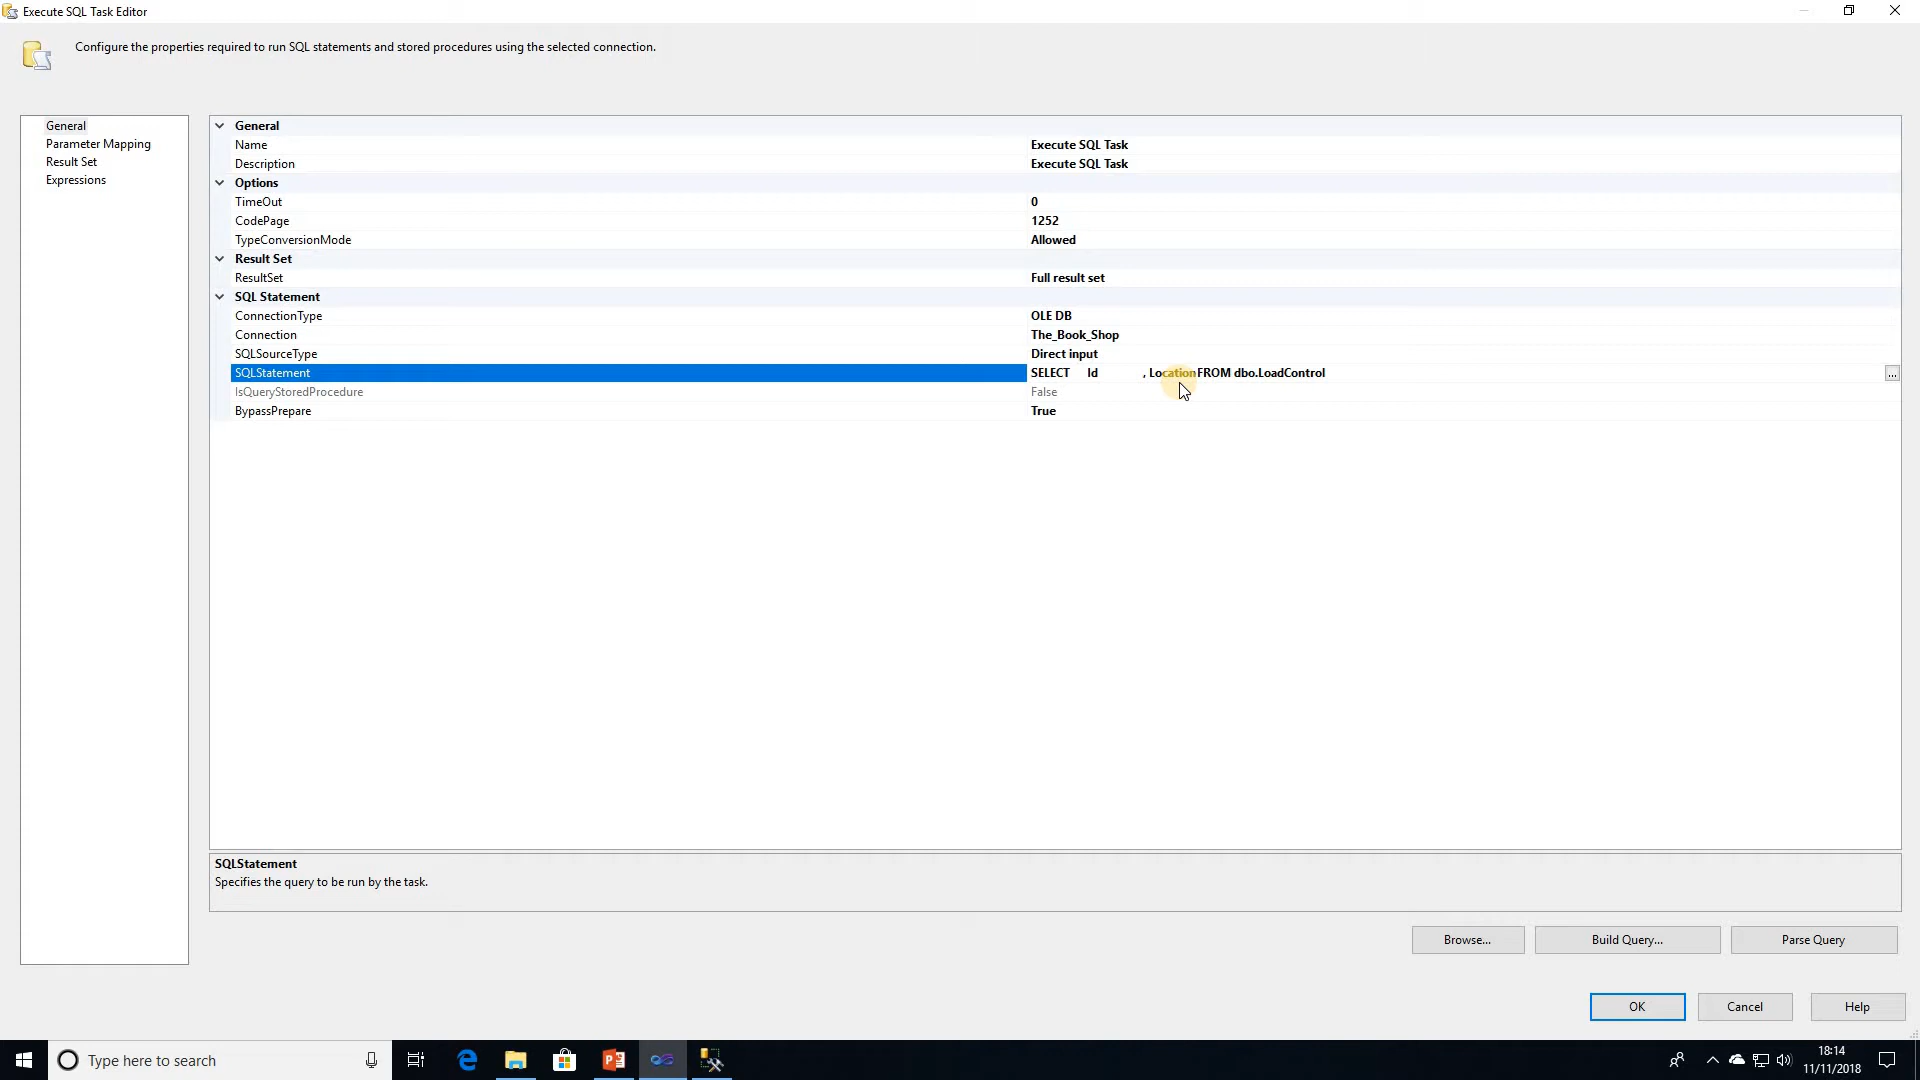 Execute SQL Task Editor
Configure the properties required to run SQL statements and stored procedures using the selected connection.
General
Parameter Mapping
Result Set
Expressions
General
Name Execute SQL Task
Description Execute SQL Task
Options
TimeOut 0
CodePage 1252
TypeConversionMode Allowed
Result Set
ResultSet Full result set
SQL Statement
ConnectionType OLE DB
Connection The_Book_Shop
SQLSourceType Direct input
SQLStatement SELECT Id , LocationFROM dbo.LoadControl ...
IsQueryStoredProcedure False
BypassPrepare True
SQLStatement
Specifies the query to be run by the task.
Browse... Build Query... Parse Query
OK Cancel Help
Type here to search
18:14
11/11/2018